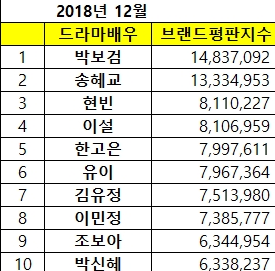 2018년 12월
드라마배우 브랜드평판지수
1 박보검 14,837,092
2 송혜교 13,334,953
3 현빈 8,110,227
4 이설 8,106,959
5 한고은 7,997,611
6 유이 7,967,364
7 김유정 7,513,980
8 이민정 7,385,777
9 조보아 6,344,954
10 박신혜 6,338,237